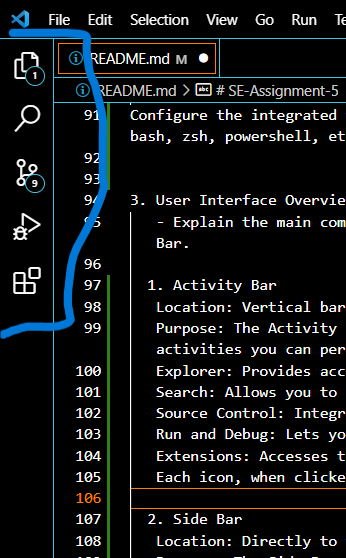 File Edit Selection View Go Run T
README.md M
README.md > # SE-Assignment-5
1
9
91 Configure the integrated
bash, zsh, powershell, et
92
93
94 3. User Interface Overvie
95 - Explain the main com
Bar.
96
97 1. Activity Bar
98 Location: Vertical bar
99 Purpose: The Activity
activities you can per
100 Explorer: Provides acc
101 Search: Allows you to
102 Source Control: Integr
103 Run and Debug: Lets yo
104 Extensions: Accesses t
105 Each icon, when clicke
106
107 2. Side Bar
108 Location: Directly to